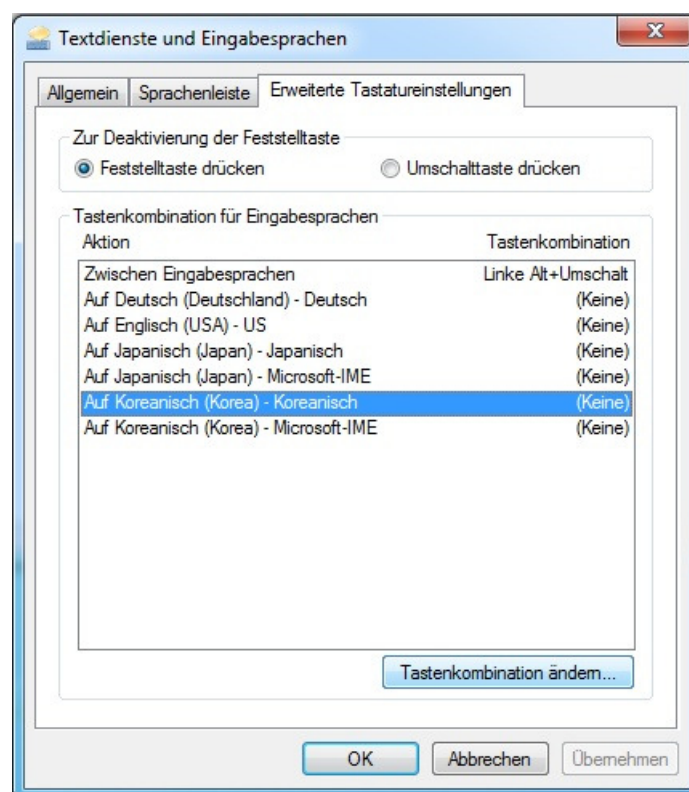 Textdienste und Eingabesprachen
Allgemein Sprachenleiste Erweiterte Tastatureinstellungen
Zur Deaktivierung der Feststelltaste
Feststelltaste drücken Umschalttaste drücken
Tastenkombination für Eingabesprachen
Aktion Tastenkombination
Zwischen Eingabesprachen Linke Alt+Umschalt
Auf Deutsch (Deutschland) - Deutsch (Keine)
Auf Englisch (USA) - US (Keine)
Auf Japanisch (Japan) - Japanisch (Keine)
Auf Japanisch (Japan) - Microsoft-IME (Keine)
Auf Koreanisch (Korea) - Koreanisch (Keine)
Auf Koreanisch (Korea) - Microsoft-IME (Keine)
Tastenkombination ändern...
OK Abbrechen Übernehmen